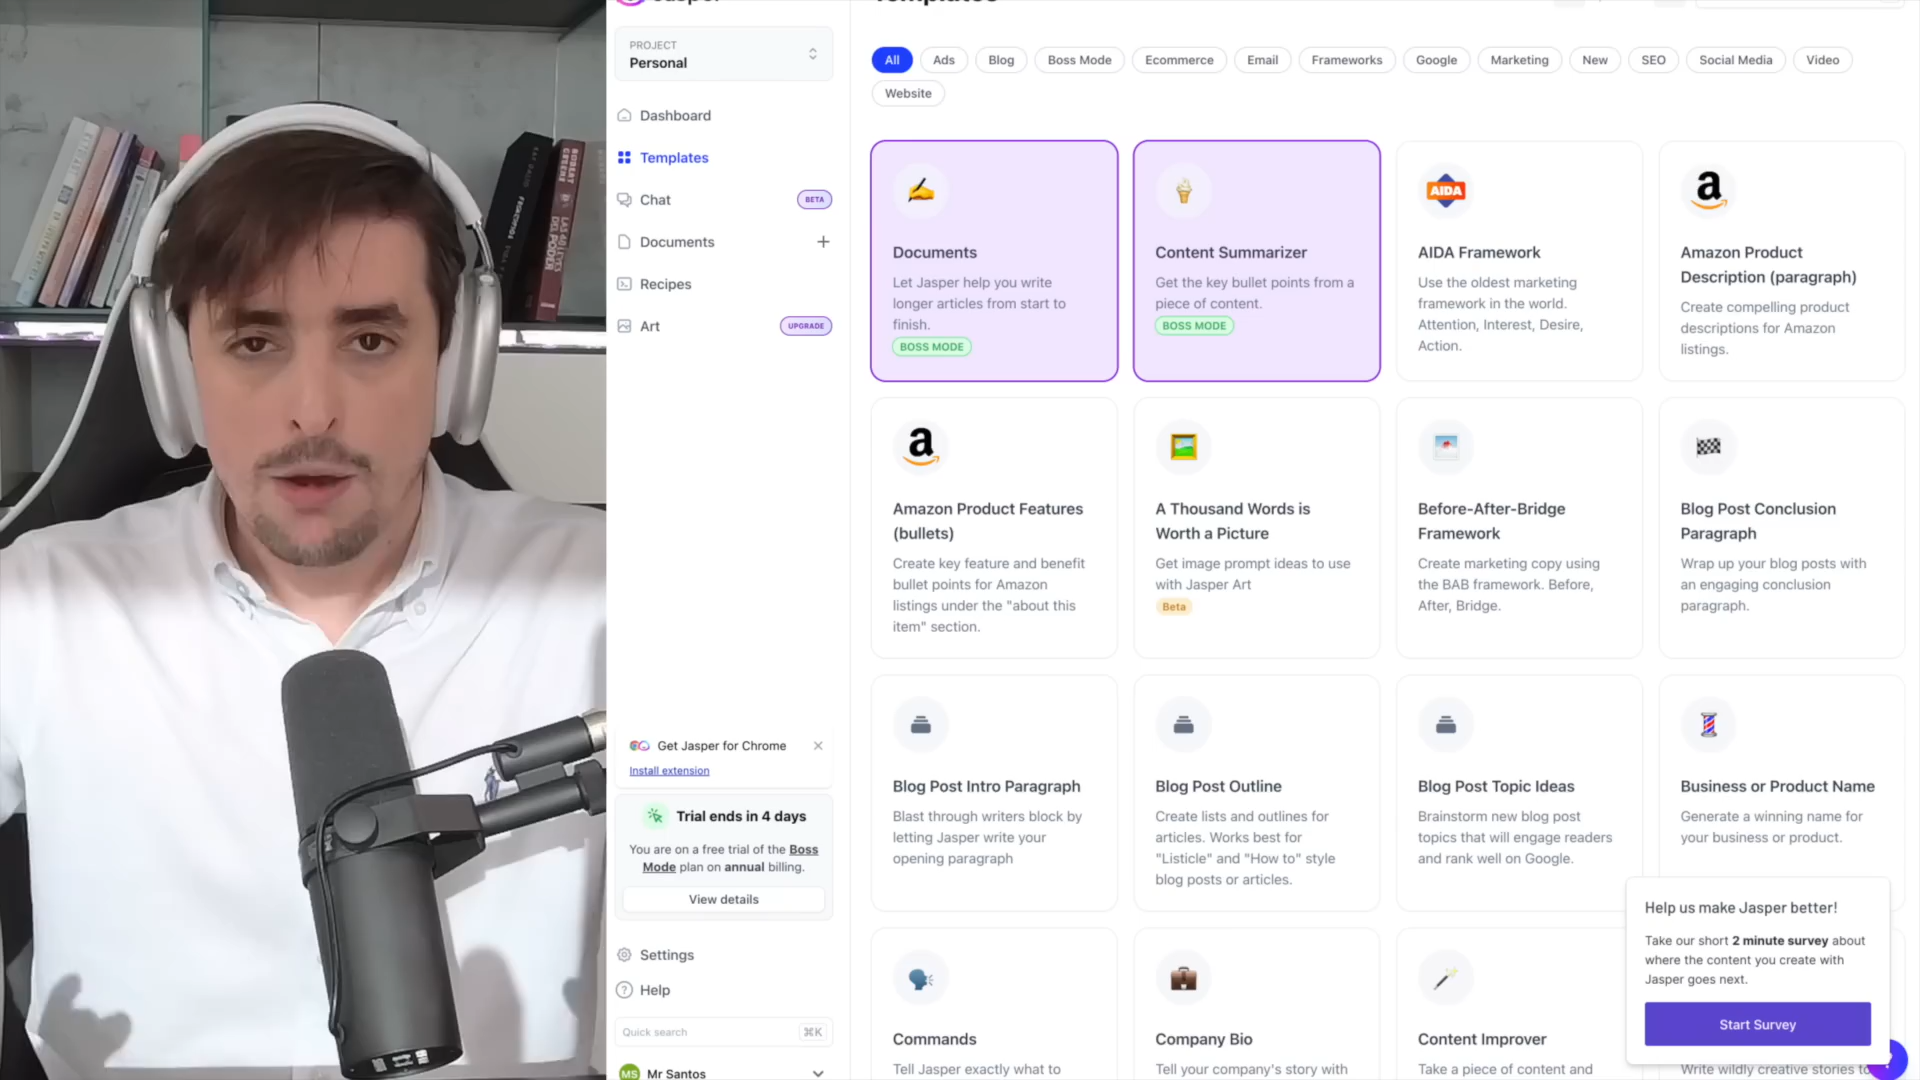 ROBERT GREENE
LAS 48 LEYES DEL PODER
Jasper
PROJECT
Personal
Dashboard
Templates
Chat
BETA
Documents
Recipes
Art
UPGRADE
Get Jasper for Chrome
Install extension
Trial ends in 4 days
You are on a free trial of the Boss
Mode plan on annual billing.
View details
Settings
Help
Quick search
⌘K
MS
Mr Santos
Templates
All
Ads
Blog
Boss Mode
Ecommerce
Email
Frameworks
Google
Marketing
New
SEO
Social Media
Video
Website
Documents
Let Jasper help you write
longer articles from start to
finish.
BOSS MODE
Content Summarizer
Get the key bullet points from a
piece of content.
BOSS MODE
AIDA
AIDA Framework
Use the oldest marketing
framework in the world.
Attention, Interest, Desire,
Action.
a
Amazon Product
Description (paragraph)
Create compelling product
descriptions for Amazon
listings.
a
Amazon Product Features
(bullets)
Create key feature and benefit
bullet points for Amazon
listings under the "about this
item" section.
A Thousand Words is
Worth a Picture
Get image prompt ideas to use
with Jasper Art
Beta
Before-After-Bridge
Framework
Create marketing copy using
the BAB framework. Before,
After, Bridge.
Blog Post Conclusion
Paragraph
Wrap up your blog posts with
an engaging conclusion
paragraph.
Blog Post Intro Paragraph
Blast through writers block by
letting Jasper write your
opening paragraph
Blog Post Outline
Create lists and outlines for
articles. Works best for
"Listicle" and "How to" style
blog posts or articles.
Blog Post Topic Ideas
Brainstorm new blog post
topics that will engage readers
and rank well on Google.
Business or Product Name
Generate a winning name for
your business or product.
Commands
Tell Jasper exactly what to
Company Bio
Tell your company's story with
Content Improver
Take a piece of content and
Write wildly creative stories to
Help us make Jasper better!
Take our short 2 minute survey about
where the content you create with
Jasper goes next.
Start Survey